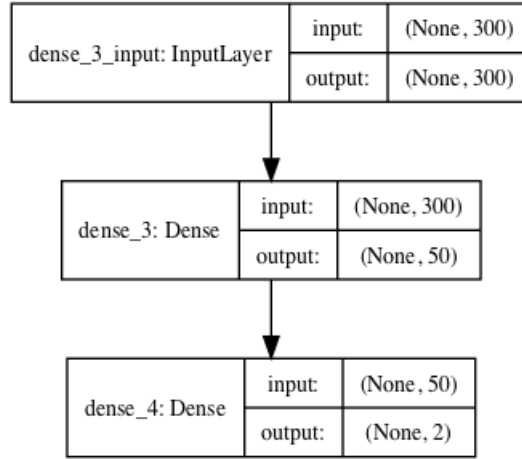 dense_3_input: InputLayer
input: (None, 300)
output: (None, 300)
dense_3: Dense
input: (None, 300)
output: (None, 50)
dense_4: Dense
input: (None, 50)
output: (None, 2)